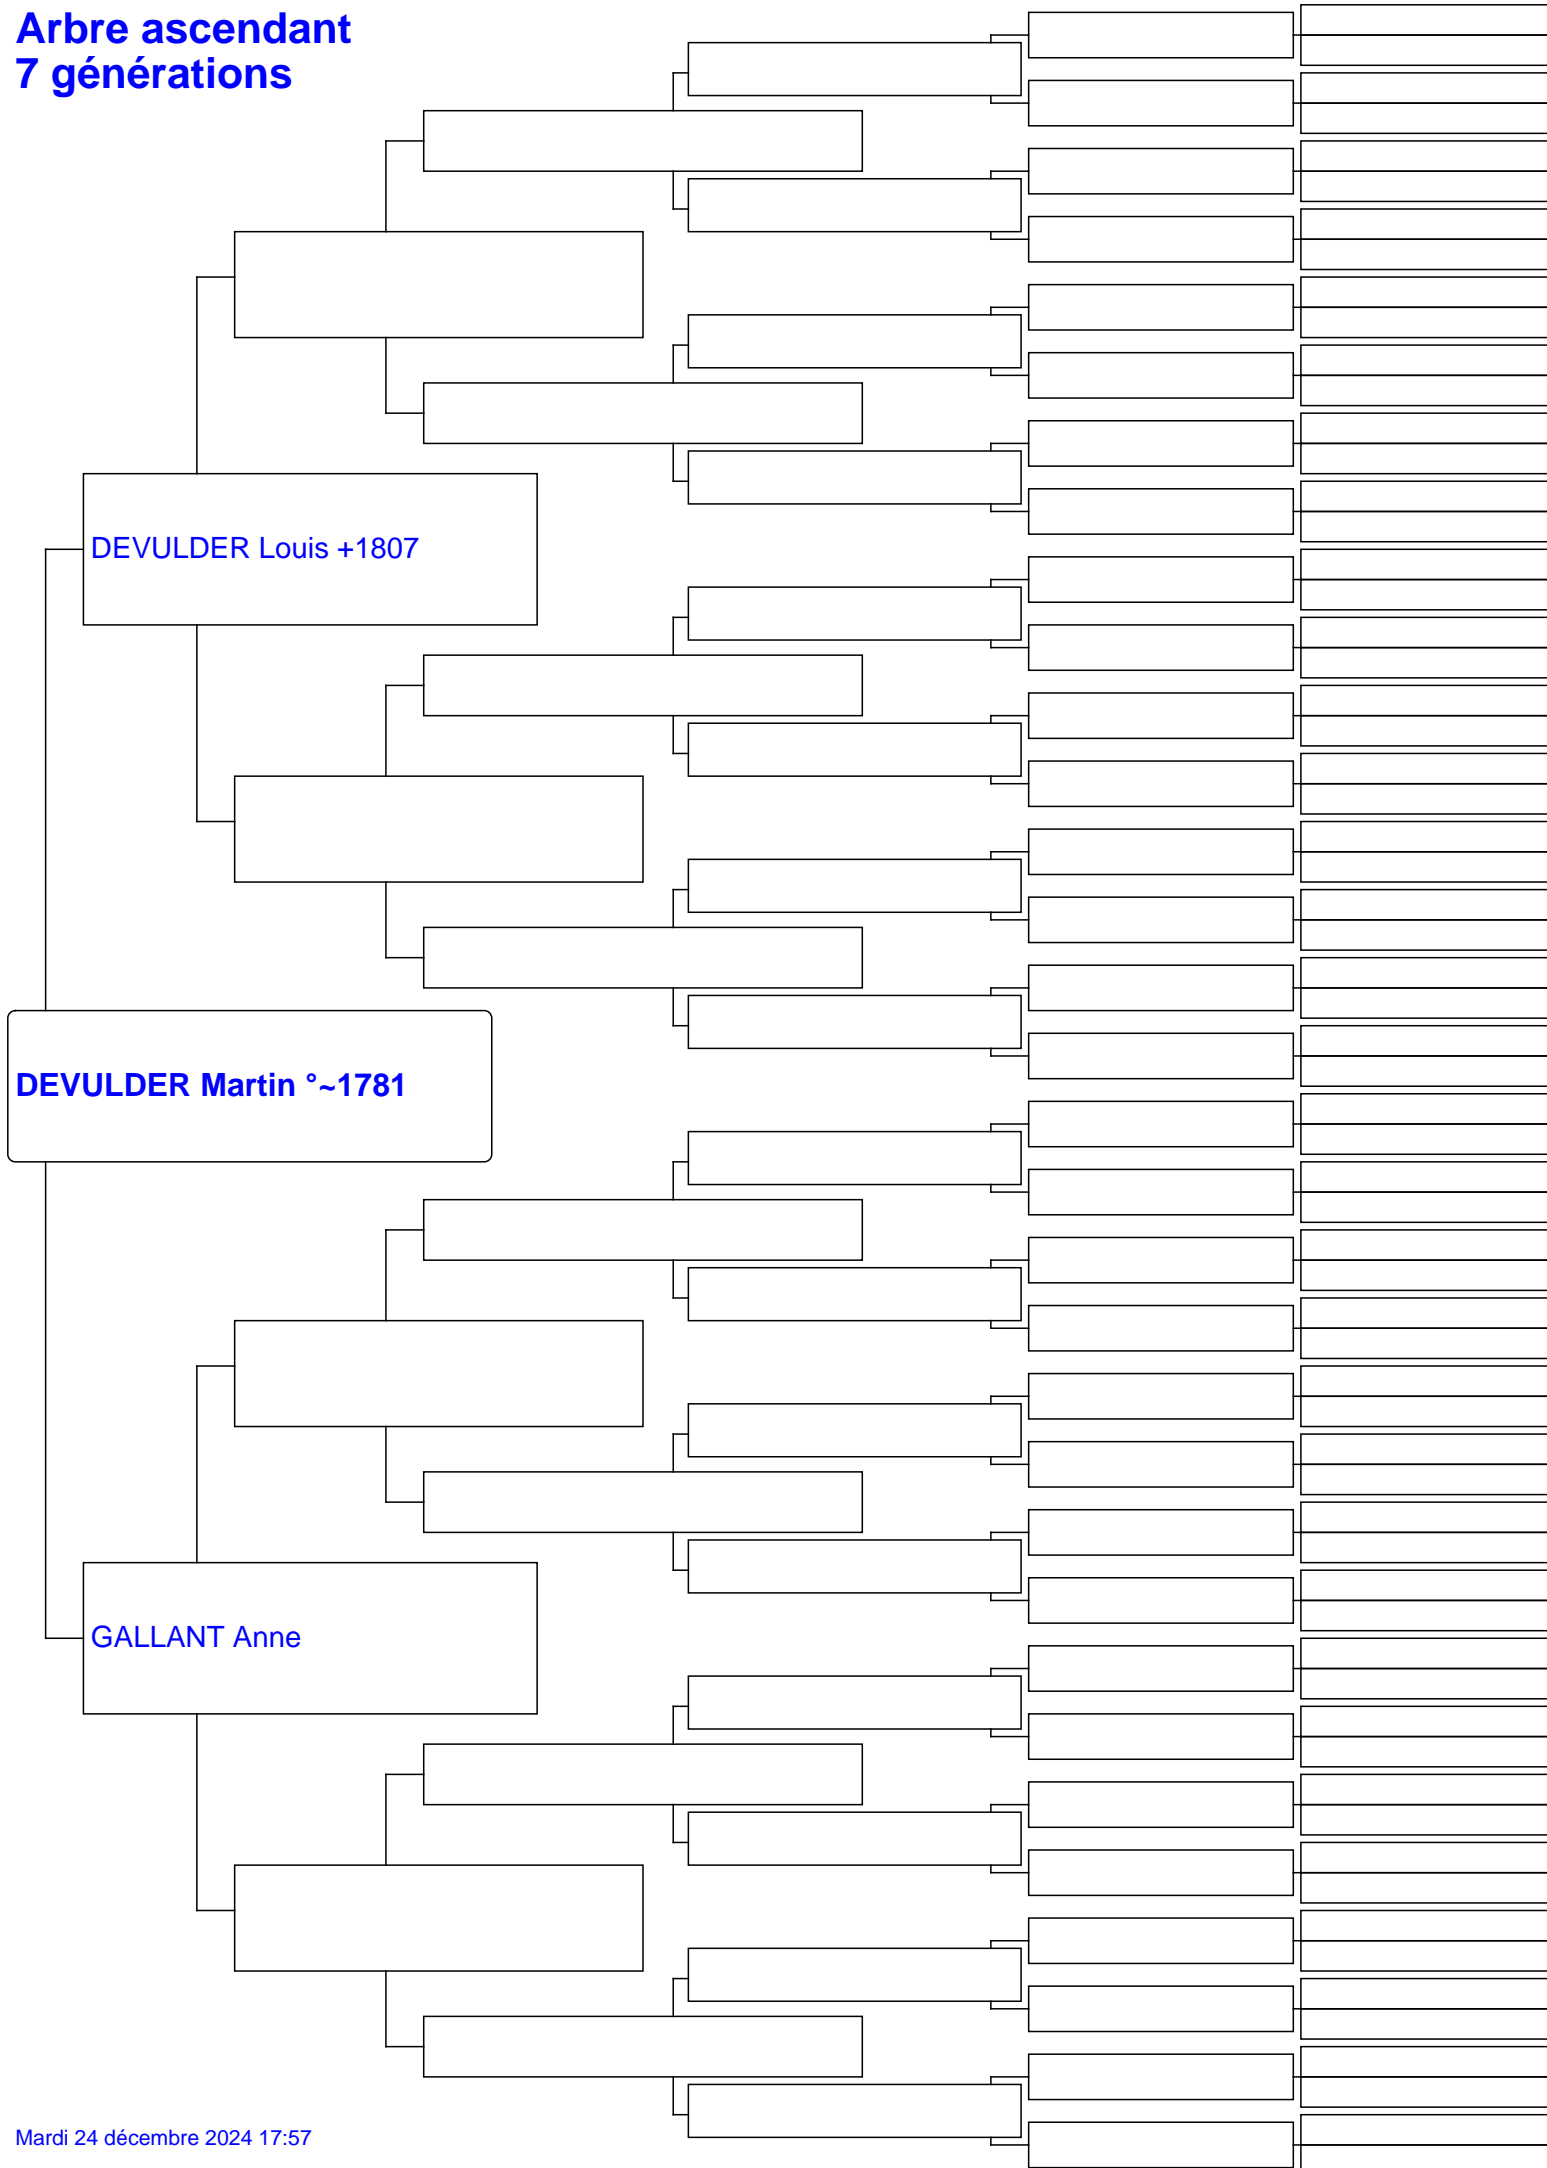 Arbre ascendant
7 générations
DEVULDER Louis +1807
DEVULDER Martin °~1781
GALLANT Anne
Mardi 24 décembre 2024 17:57